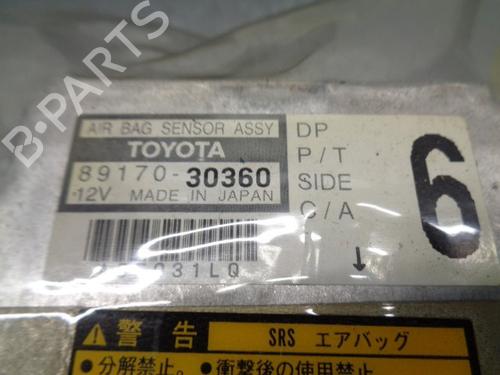 B-PARTS
AIR BAG SENSOR ASSY
TOYOTA
89170-30360
12V MADE IN JAPAN
DP
P/T
SIDE
C/A
6
31LQ
警告
SRS エアバッグ
•分解禁止。•衝撃後の使用禁止